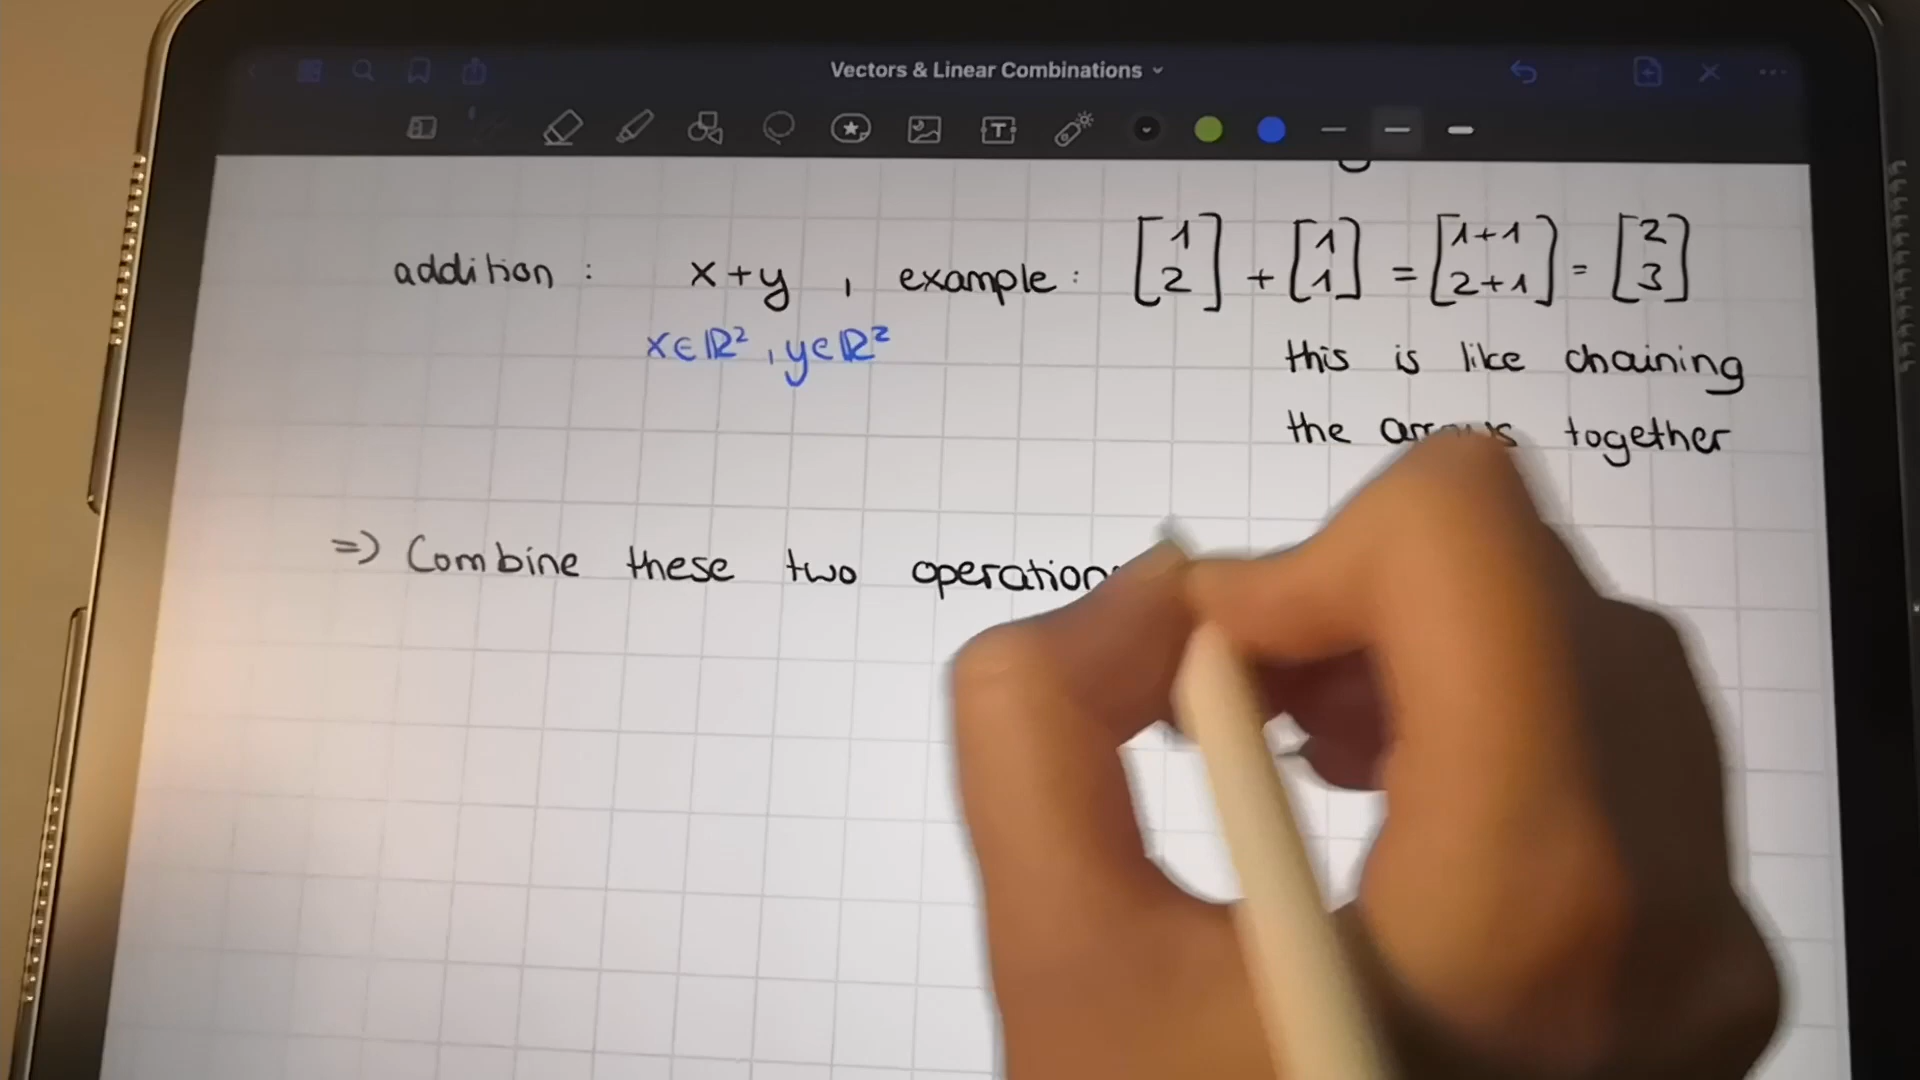 Vectors & Linear Combinations
addition : x+y , example : [1 2] + [1 1] = [1+1 2+1] = [2 3]
x∈ℝ² , y∈ℝ²
this is like chaining
the together
=> Combine these two